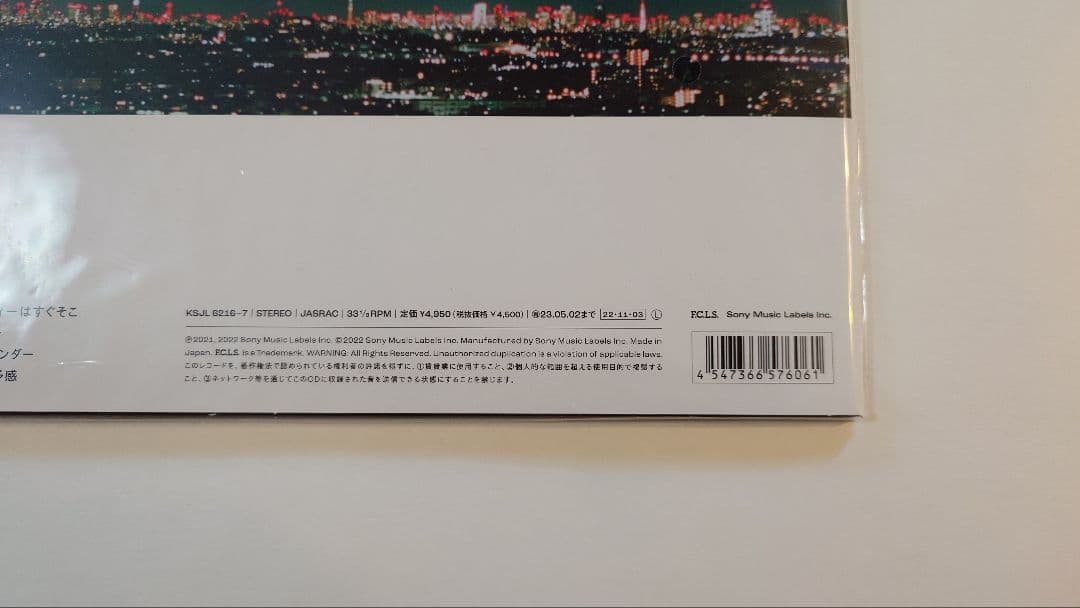 ィーはすぐそこ
ンダー
予感
KSJL 6216-7 | STEREO | JASRAC | 33 1/3 RPM | 定価 ¥4,950 (税抜価格 ¥4,500) | 再23.05.02まで | 22・11・03 | Ⓛ
℗2021, 2022 Sony Music Labels Inc. ©2022 Sony Music Labels Inc. Manufactured by Sony Music Labels Inc. Made in
Japan. F.C.L.S. is a Trademark. WARNING: All Rights Reserved. Unauthorized duplication is a violation of applicable laws.
このレコードを、著作権法で認められている権利者の許諾を得ずに、①賃貸業に使用すること、②個人的な範囲を超える使用目的で複製する
こと、③ネットワーク等を通じてこのCDに収録された音を送信できる状態にすることを禁じます。
F.C.L.S. Sony Music Labels Inc.
4 547366 576061